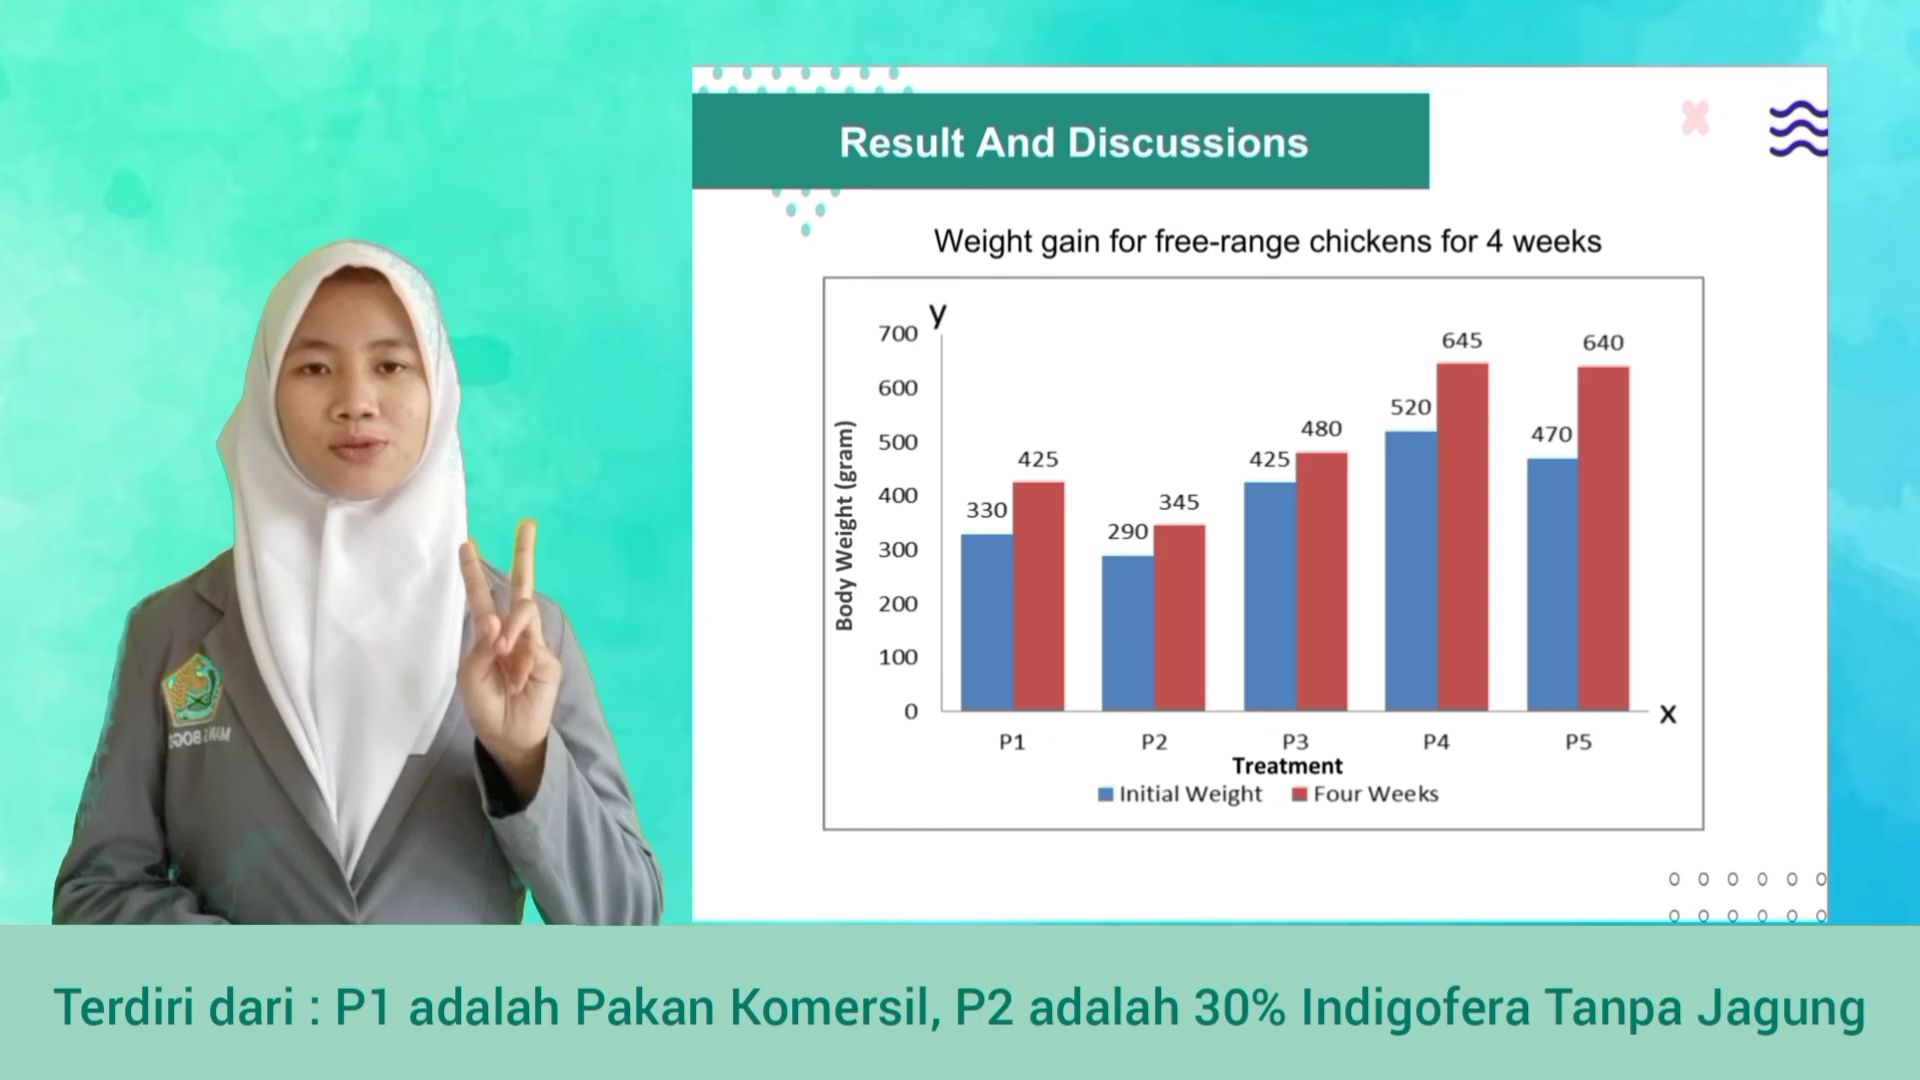 Result And Discussions
Weight gain for free-range chickens for 4 weeks
y
700
600
500
400
300
200
100
0
Body Weight (gram)
330
425
290
345
425
480
520
645
470
640
x
P1 P2 P3 P4 P5
Treatment
Initial Weight Four Weeks
Terdiri dari : P1 adalah Pakan Komersil, P2 adalah 30% Indigofera Tanpa Jagung